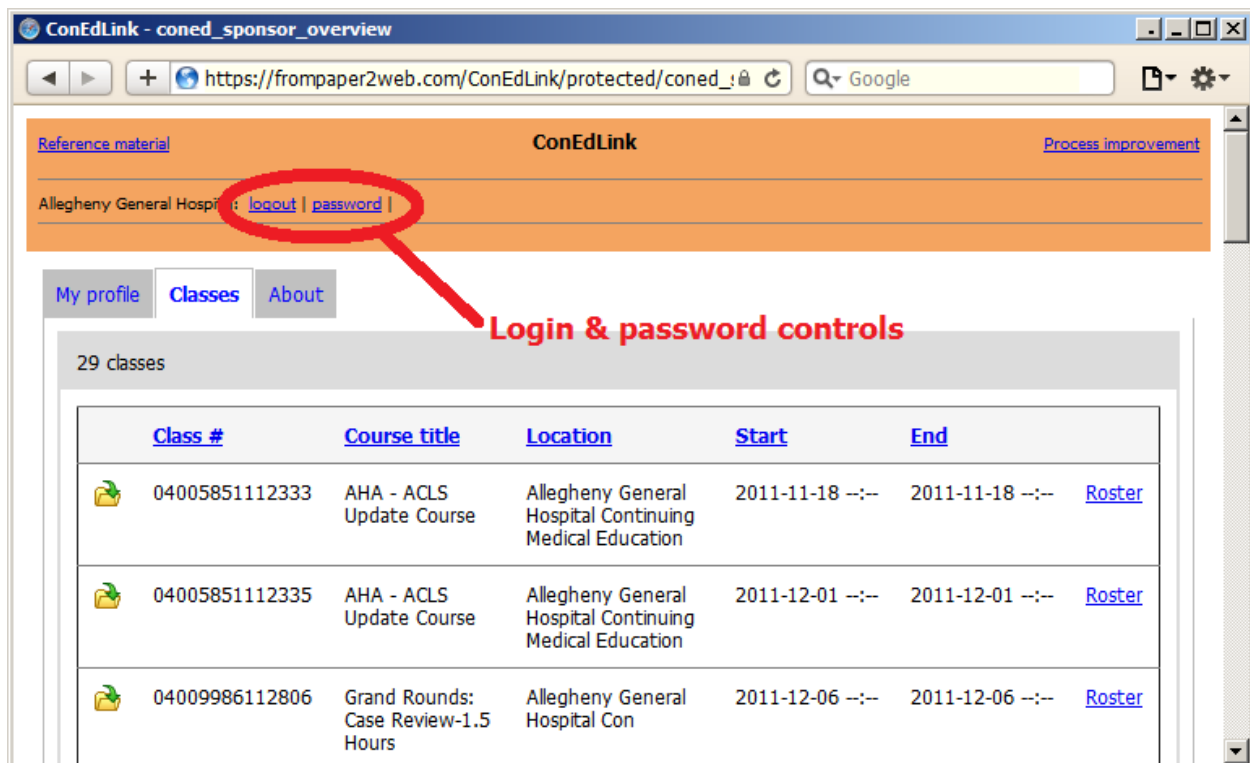 ConEdLink - coned_sponsor_overview
https://frompaper2web.com/ConEdLink/protected/coned_ Google
Reference material ConEdLink Process improvement
Allegheny General Hospital: logout | password |
My profile Classes About
Login & password controls
29 classes
Class # Course title Location Start End
04005851112333 AHA - ACLS Allegheny General 2011-11-18 --:-- 2011-11-18 --:-- Roster
Update Course Hospital Continuing
Medical Education
04005851112335 AHA - ACLS Allegheny General 2011-12-01 --:-- 2011-12-01 --:-- Roster
Update Course Hospital Continuing
Medical Education
04009986112806 Grand Rounds: Allegheny General 2011-12-06 --:-- 2011-12-06 --:-- Roster
Case Review-1.5 Hospital Con
Hours